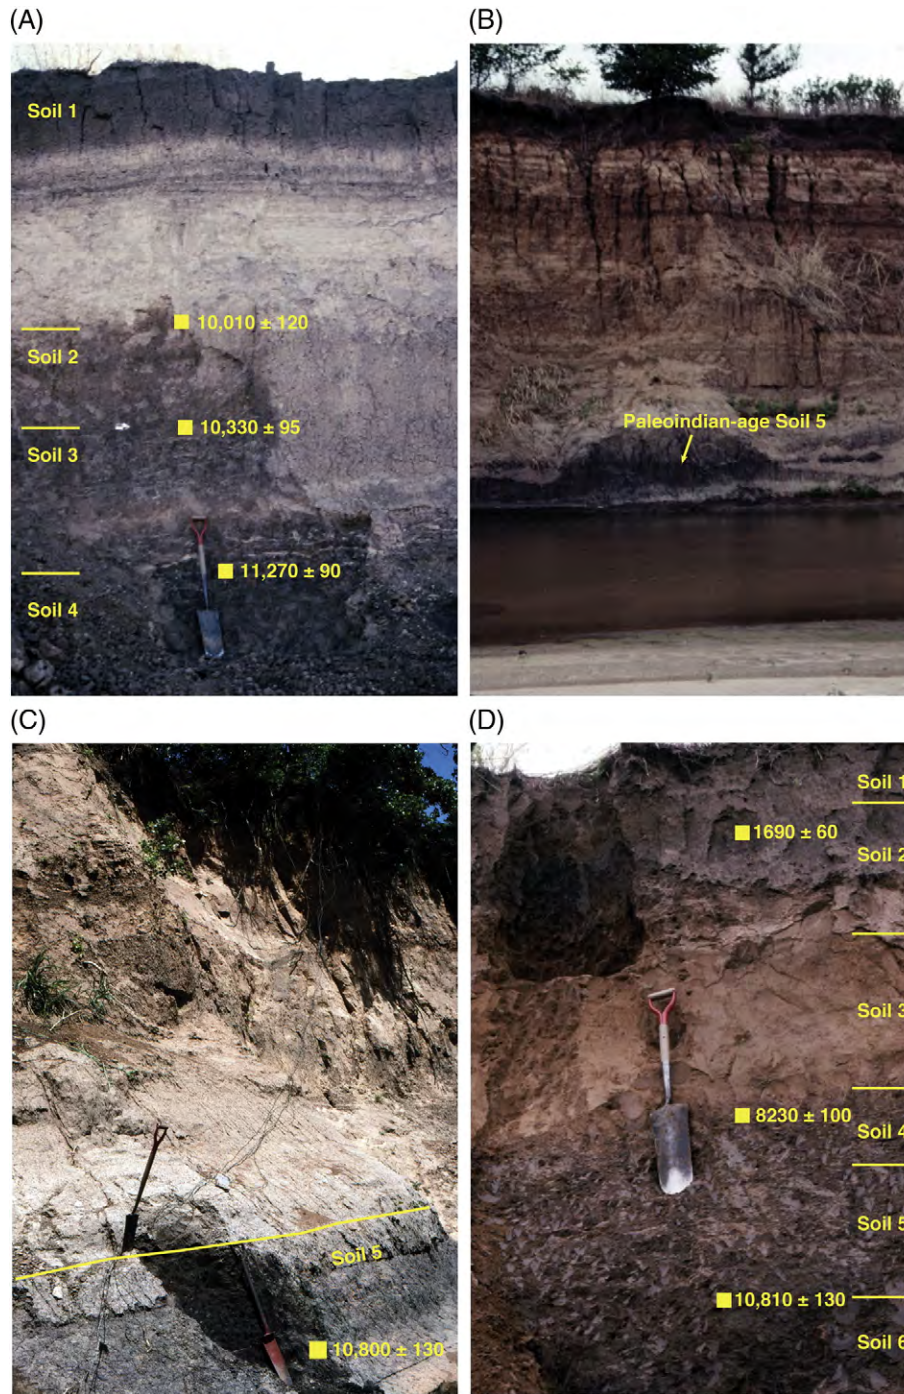 (A)
Soil 1
10,010 ± 120
Soil 2
10,330 ± 95
Soil 3
11,270 ± 90
Soil 4
(B)
Paleoindian-age Soil 5
(C)
Soil 5
10,800 ± 130
(D)
Soil 1
1690 ± 60
Soil 2
Soil 3
8230 ± 100
Soil 4
Soil 5
10,810 ± 130
Soil 6